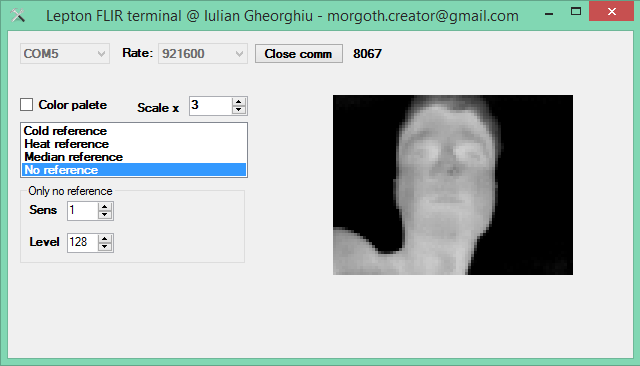 Lepton FLIR terminal @ Iulian Gheorghiu - morgoth.creator@gmail.com
COM5 Rate: 921600 Close comm 8067
Color palete Scale x 3
Cold reference
Heat reference
Median reference
No reference
Only no reference
Sens 1
Level 128